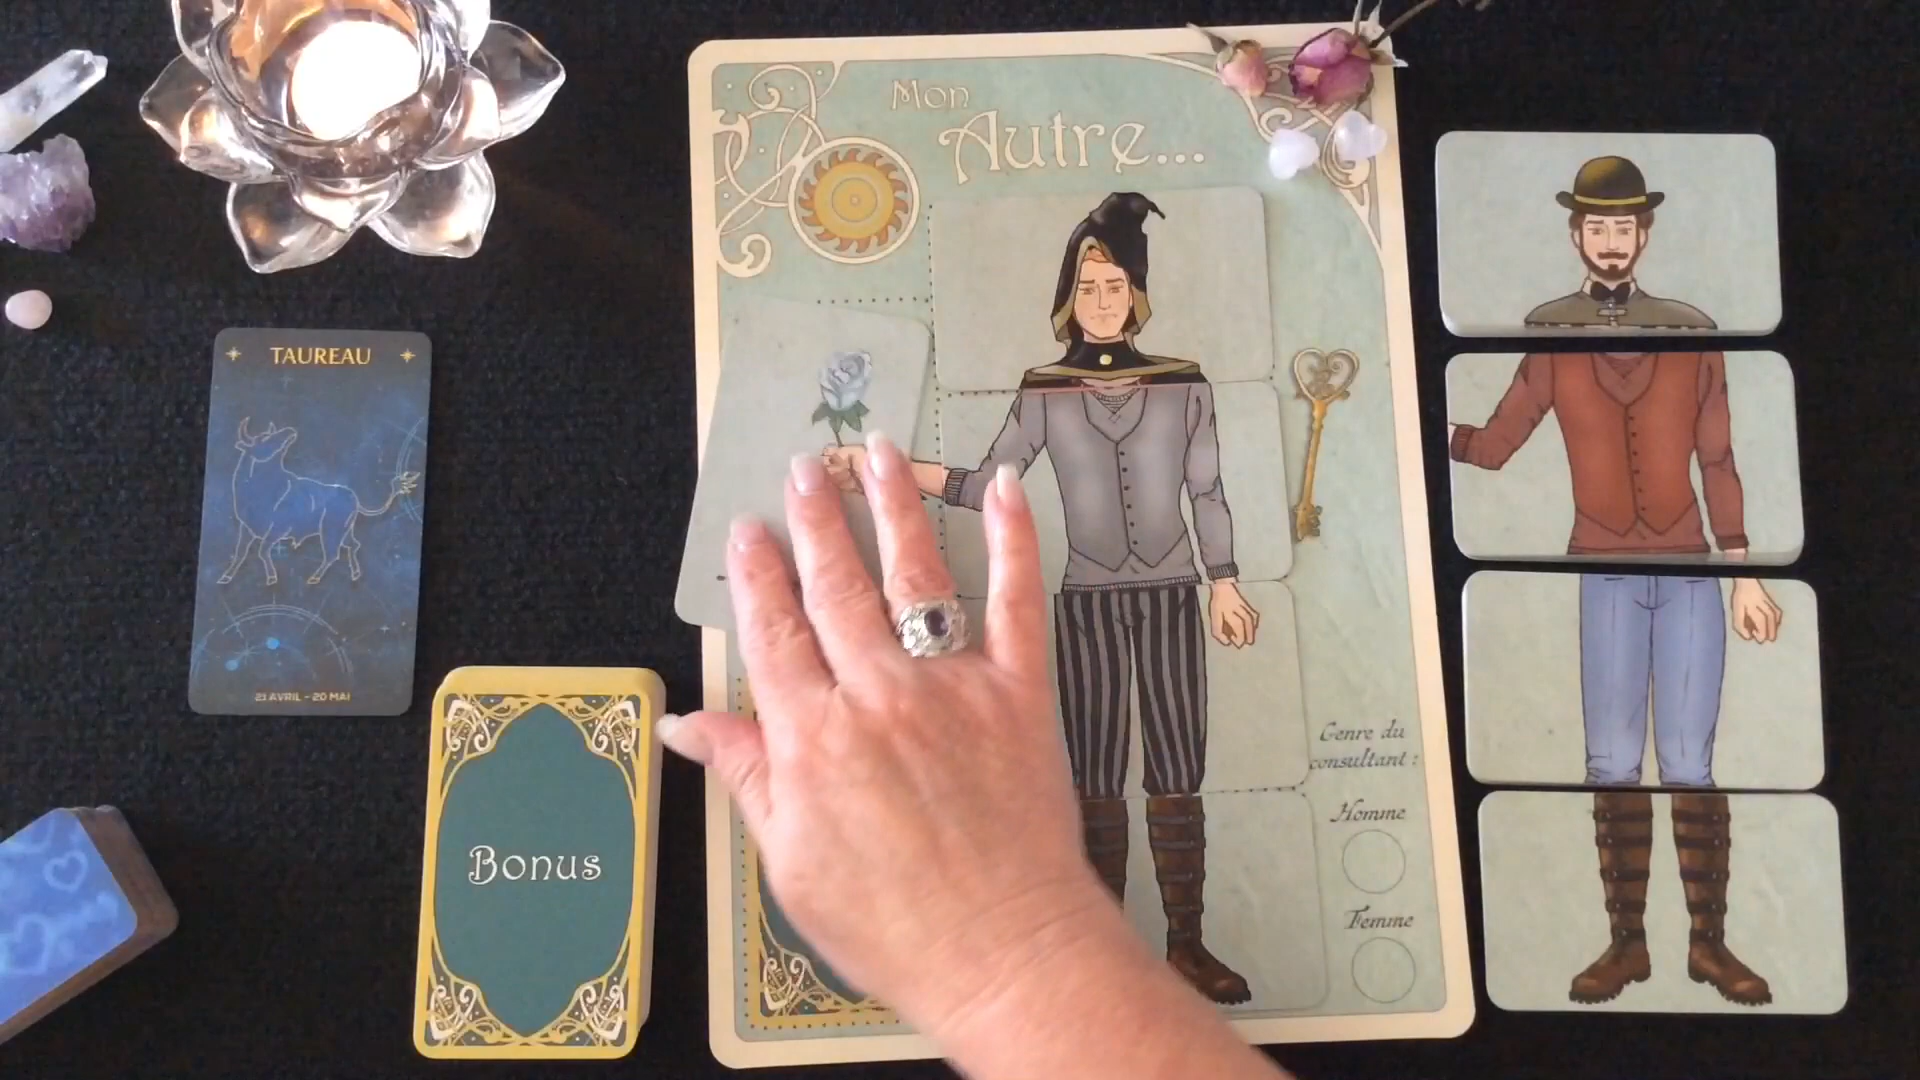 Mon
Autre...
TAUREAU
21 AVRIL - 20 MAI
Bonus
Genre du
consultant :
Homme
Femme